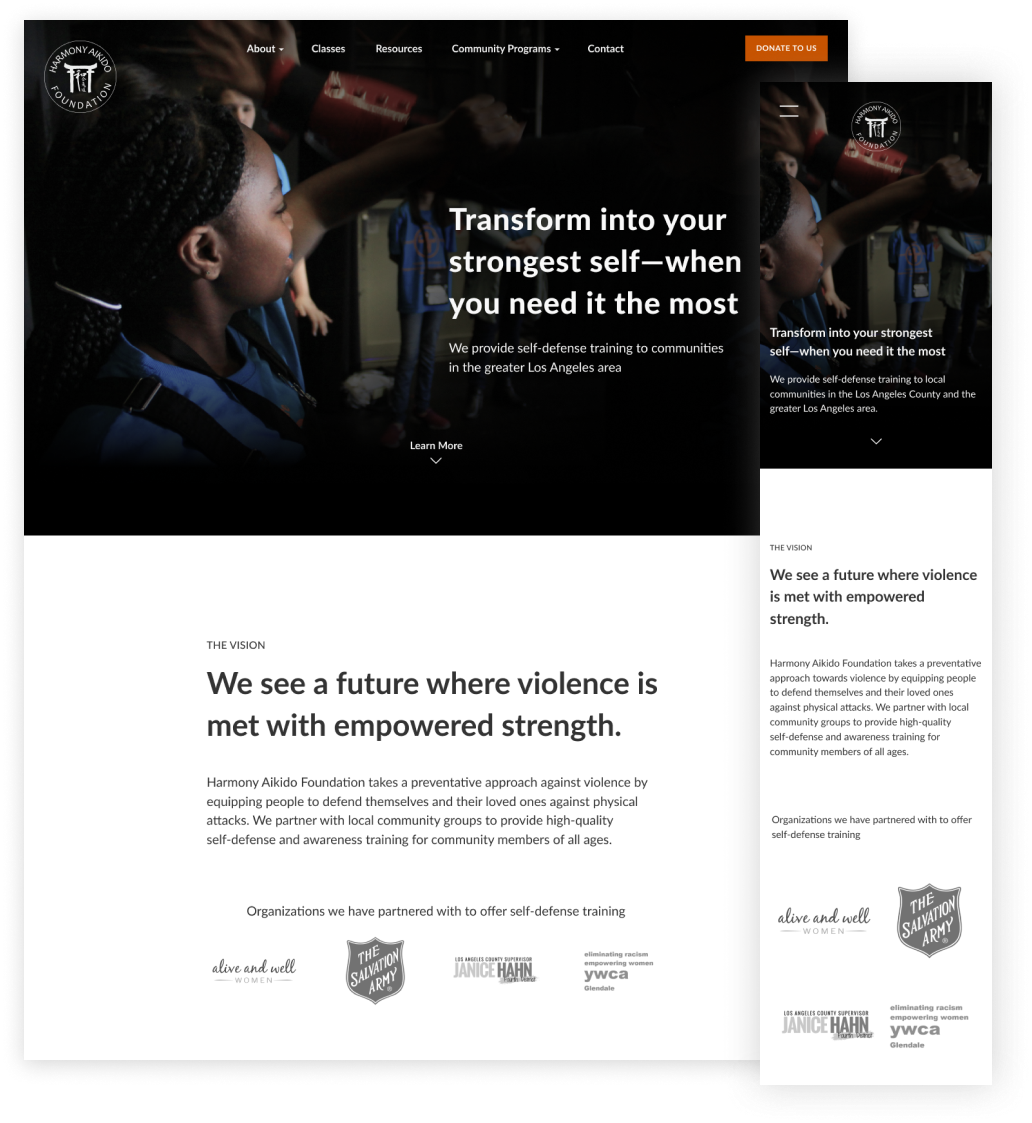 HARMONY AIKIDO
FOUNDATION
About Classes Resources Community Programs Contact
DONATE TO US
Transform into your
strongest self—when
you need it the most
We provide self-defense training to communities
in the greater Los Angeles area
Learn More
THE VISION
We see a future where violence is
met with empowered strength.
Harmony Aikido Foundation takes a preventative approach against violence by
equipping people to defend themselves and their loved ones against physical
attacks. We partner with local community groups to provide high-quality
self-defense and awareness training for community members of all ages.
Organizations we have partnered with to offer self-defense training
alive and well
WOMEN
THE
SALVATION
ARMY®
LOS ANGELES COUNTY SUPERVISOR
JANICE HAHN
Fourth District
eliminating racism
empowering women
ywca
Glendale
HARMONY AIKIDO
FOUNDATION
Transform into your strongest
self—when you need it the most
We provide self-defense training to local
communities in the Los Angeles County and the
greater Los Angeles area.
THE VISION
We see a future where violence
is met with empowered
strength.
Harmony Aikido Foundation takes a preventative
approach towards violence by equipping people
to defend themselves and their loved ones
against physical attacks. We partner with local
community groups to provide high-quality
self-defense and awareness training for
community members of all ages.
Organizations we have partnered with to offer
self-defense training
alive and well
WOMEN
THE
SALVATION
ARMY®
LOS ANGELES COUNTY SUPERVISOR
JANICE HAHN
Fourth District
eliminating racism
empowering women
ywca
Glendale